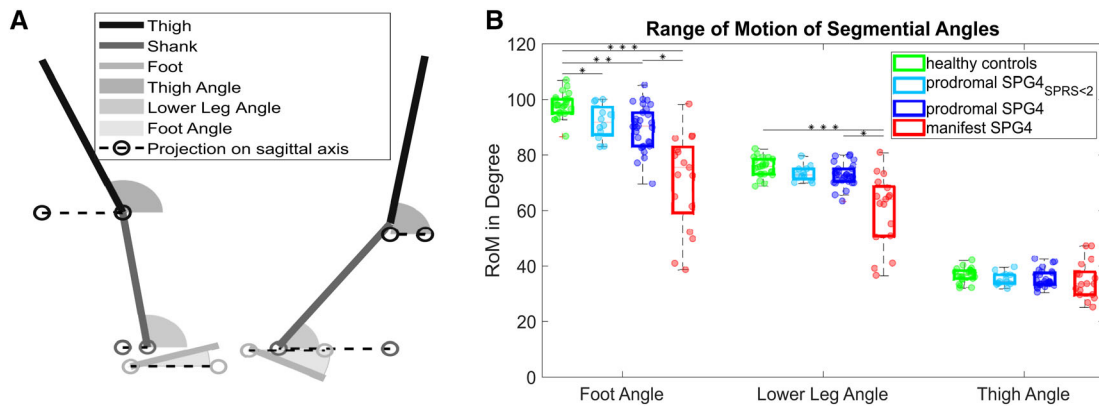 A
Thigh
Shank
Foot
Thigh Angle
Lower Leg Angle
Foot Angle
Projection on sagittal axis
B
Range of Motion of Segmental Angles
120
100
80
60
40
20
0
RoM in Degree
* * *
* *
*
*
* * *
*
healthy controls
prodromal SPG4SPRS<2
prodromal SPG4
manifest SPG4
Foot Angle
Lower Leg Angle
Thigh Angle